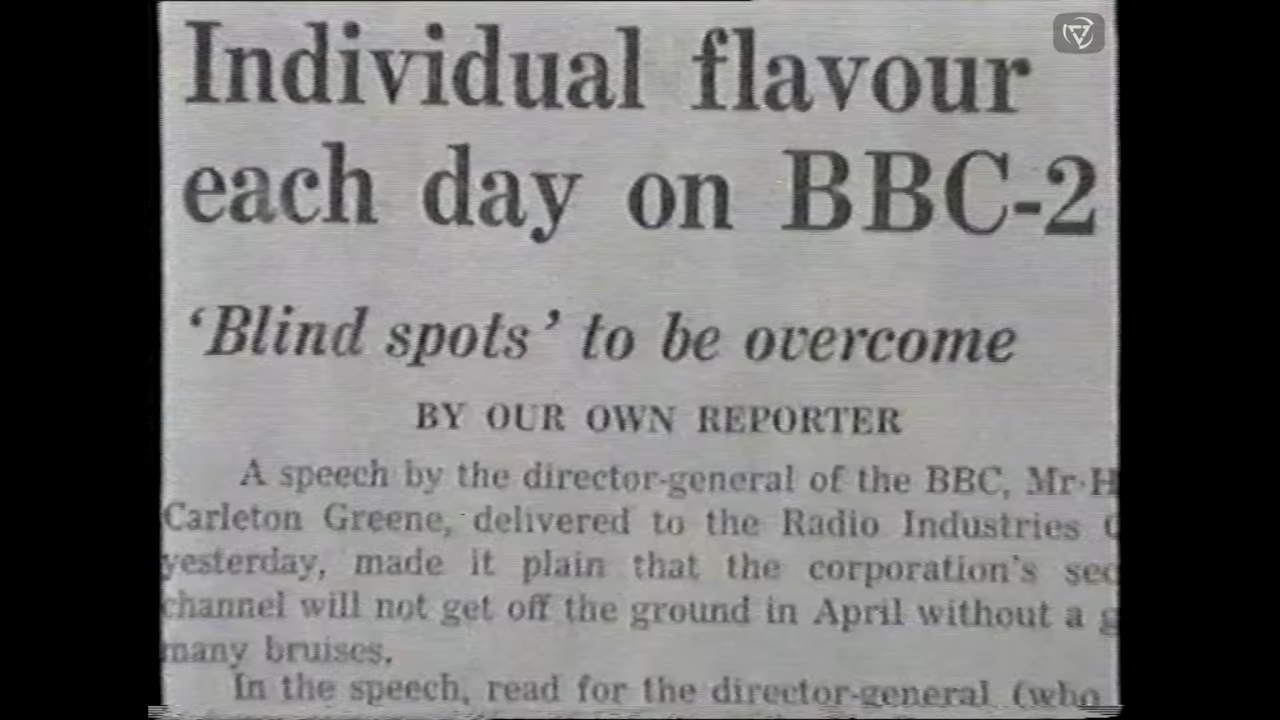 Individual flavour
each day on BBC-2
‘Blind spots’ to be overcome
BY OUR OWN REPORTER
A speech by the director-general of the BBC, Mr H
Carleton Greene, delivered to the Radio Industries
yesterday, made it plain that the corporation's sec
channel will not get off the ground in April without a g
many bruises.
In the speech, read for the director-general (who